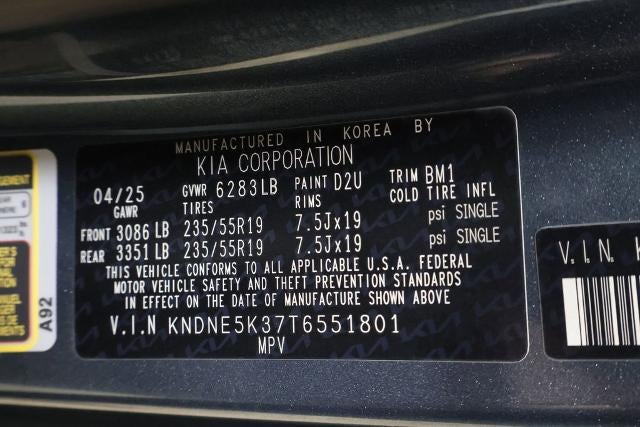 MANUFACTURED IN KOREA BY
KIA CORPORATION
04/25 GVWR 6283LB PAINT D2U TRIM BM1
GAWR TIRES RIMS COLD TIRE INFL
FRONT 3086 LB 235/55R19 7.5Jx19 psi SINGLE
REAR 3351 LB 235/55R19 7.5Jx19 psi SINGLE
THIS VEHICLE CONFORMS TO ALL APPLICABLE U.S.A. FEDERAL
MOTOR VEHICLE SAFETY AND THEFT PREVENTION STANDARDS
IN EFFECT ON THE DATE OF MANUFACTURE SHOWN ABOVE
V.I.N KNDNE5K37T6551801
MPV
A92
V.I.N. K